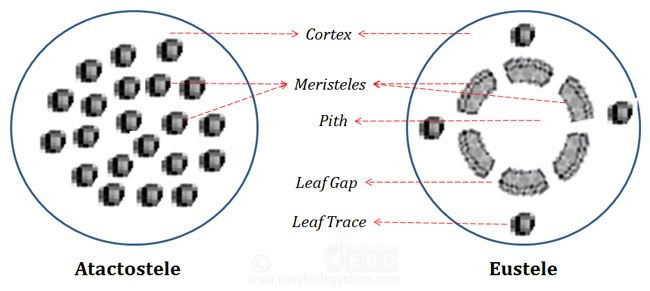 Cortex
Meristeles
Pith
Leaf Gap
Leaf Trace
Atactostele
Eustele
EBC
© www.easybiologyclass.com